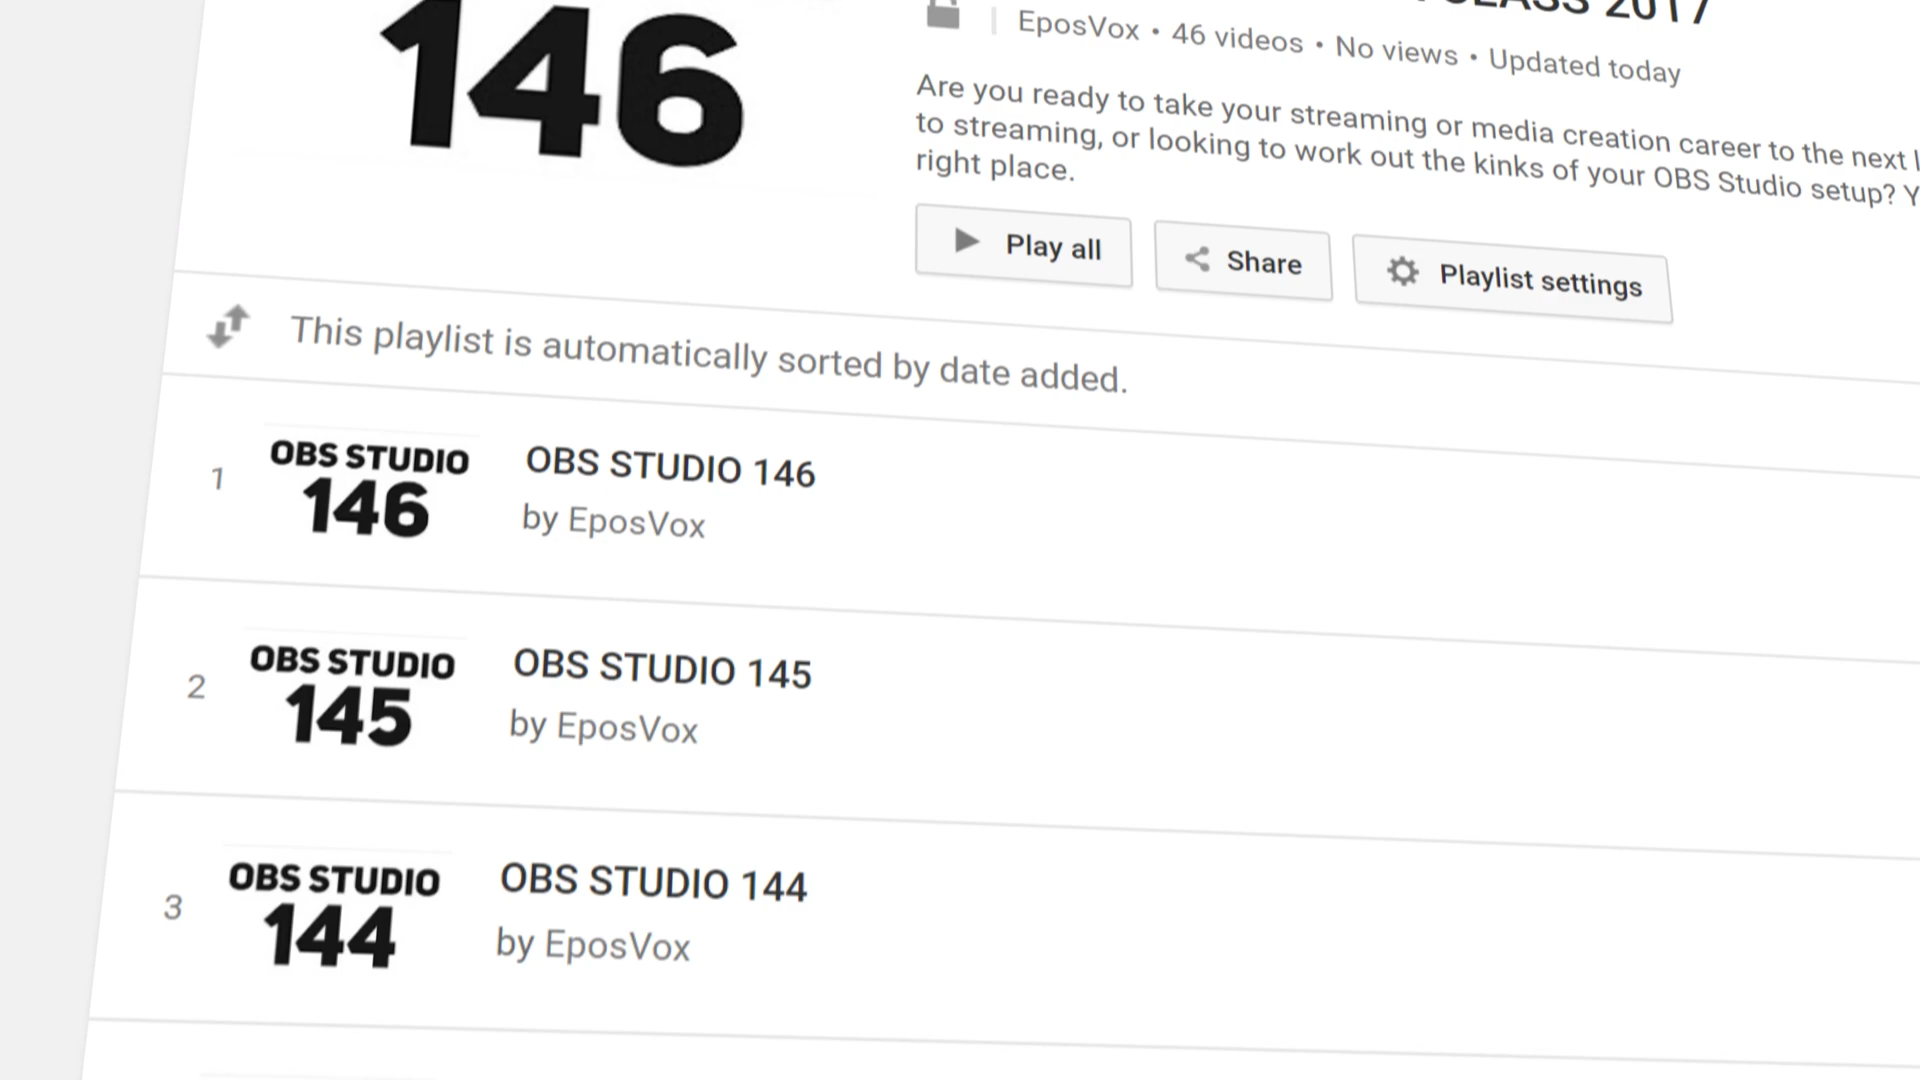 146
CLASS 2017
EposVox • 46 videos • No views • Updated today
Are you ready to take your streaming or media creation career to the next
to streaming, or looking to work out the kinks of your OBS Studio setup?
right place.
Play all
Share
Playlist settings
This playlist is automatically sorted by date added.
1
OBS STUDIO
146
OBS STUDIO 146
by EposVox
2
OBS STUDIO
145
OBS STUDIO 145
by EposVox
3
OBS STUDIO
144
OBS STUDIO 144
by EposVox